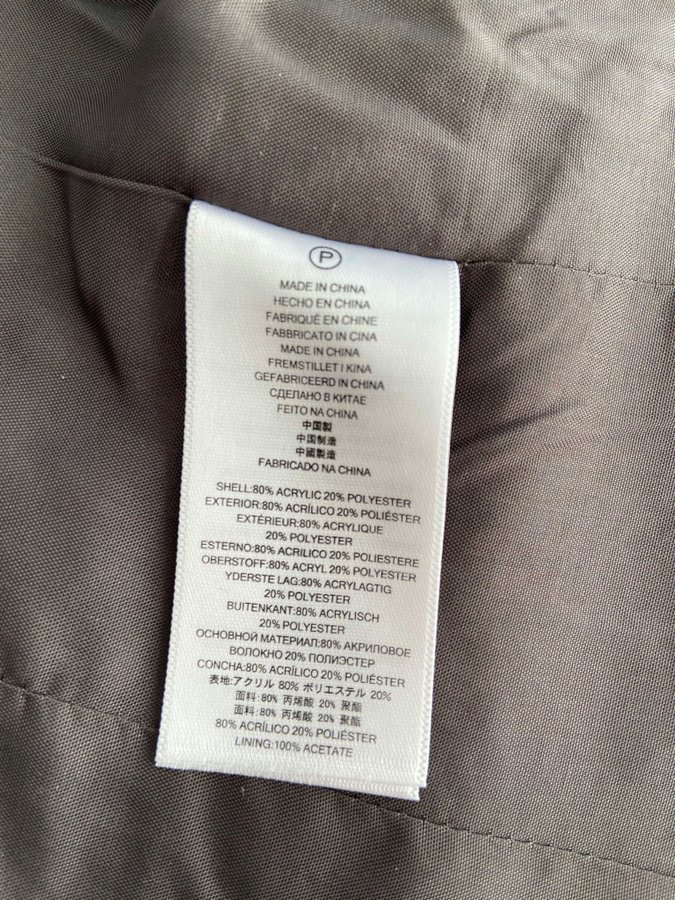 P
MADE IN CHINA
HECHO EN CHINA
FABRIQUÉ EN CHINE
FABBRICATO IN CINA
MADE IN CHINA
FREMSTILLET I KINA
GEFABRICEERD IN CHINA
СДЕЛАНО В КИТАЕ
FEITO NA CHINA
中国製
中国制造
中國製造
FABRICADO NA CHINA
SHELL:80% ACRYLIC 20% POLYESTER
EXTERIOR:80% ACRÍLICO 20% POLIÉSTER
EXTÉRIEUR:80% ACRYLIQUE
20% POLYESTER
ESTERNO:80% ACRILICO 20% POLIESTERE
OBERSTOFF:80% ACRYL 20% POLYESTER
YDERSTE LAG:80% ACRYLAGTIG
20% POLYESTER
BUITENKANT:80% ACRYLISCH
20% POLYESTER
ОСНОВНОЙ МАТЕРИАЛ:80% АКРИЛОВОЕ
ВОЛОКНО 20% ПОЛИЭСТЕР
CONCHA:80% ACRÍLICO 20% POLIÉSTER
表地:アクリル 80% ポリエステル 20%
面料:80% 丙烯酸 20% 聚酯
面料:80% 丙烯酸 20% 聚酯
80% ACRÍLICO 20% POLIÉSTER
LINING:100% ACETATE